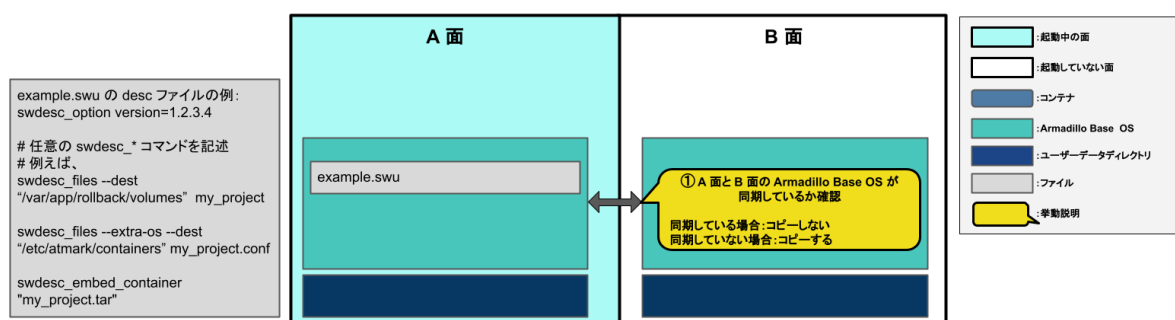 example.swu の desc ファイルの例:
swdesc_option version=1.2.3.4
# 任意の swdesc_* コマンドを記述
# 例えば、
swdesc_files --dest
“/var/app/rollback/volumes” my_project
swdesc_files --extra-os --dest
“/etc/atmark/containers” my_project.conf
swdesc_embed_container
"my_project.tar"
A 面
example.swu
B 面
①A 面とB 面の Armadillo Base OS が
同期しているか確認
同期している場合:コピーしない
同期していない場合:コピーする
:起動中の面
:起動していない面
:コンテナ
:Armadillo Base OS
:ユーザーデータディレクトリ
:ファイル
:挙動説明